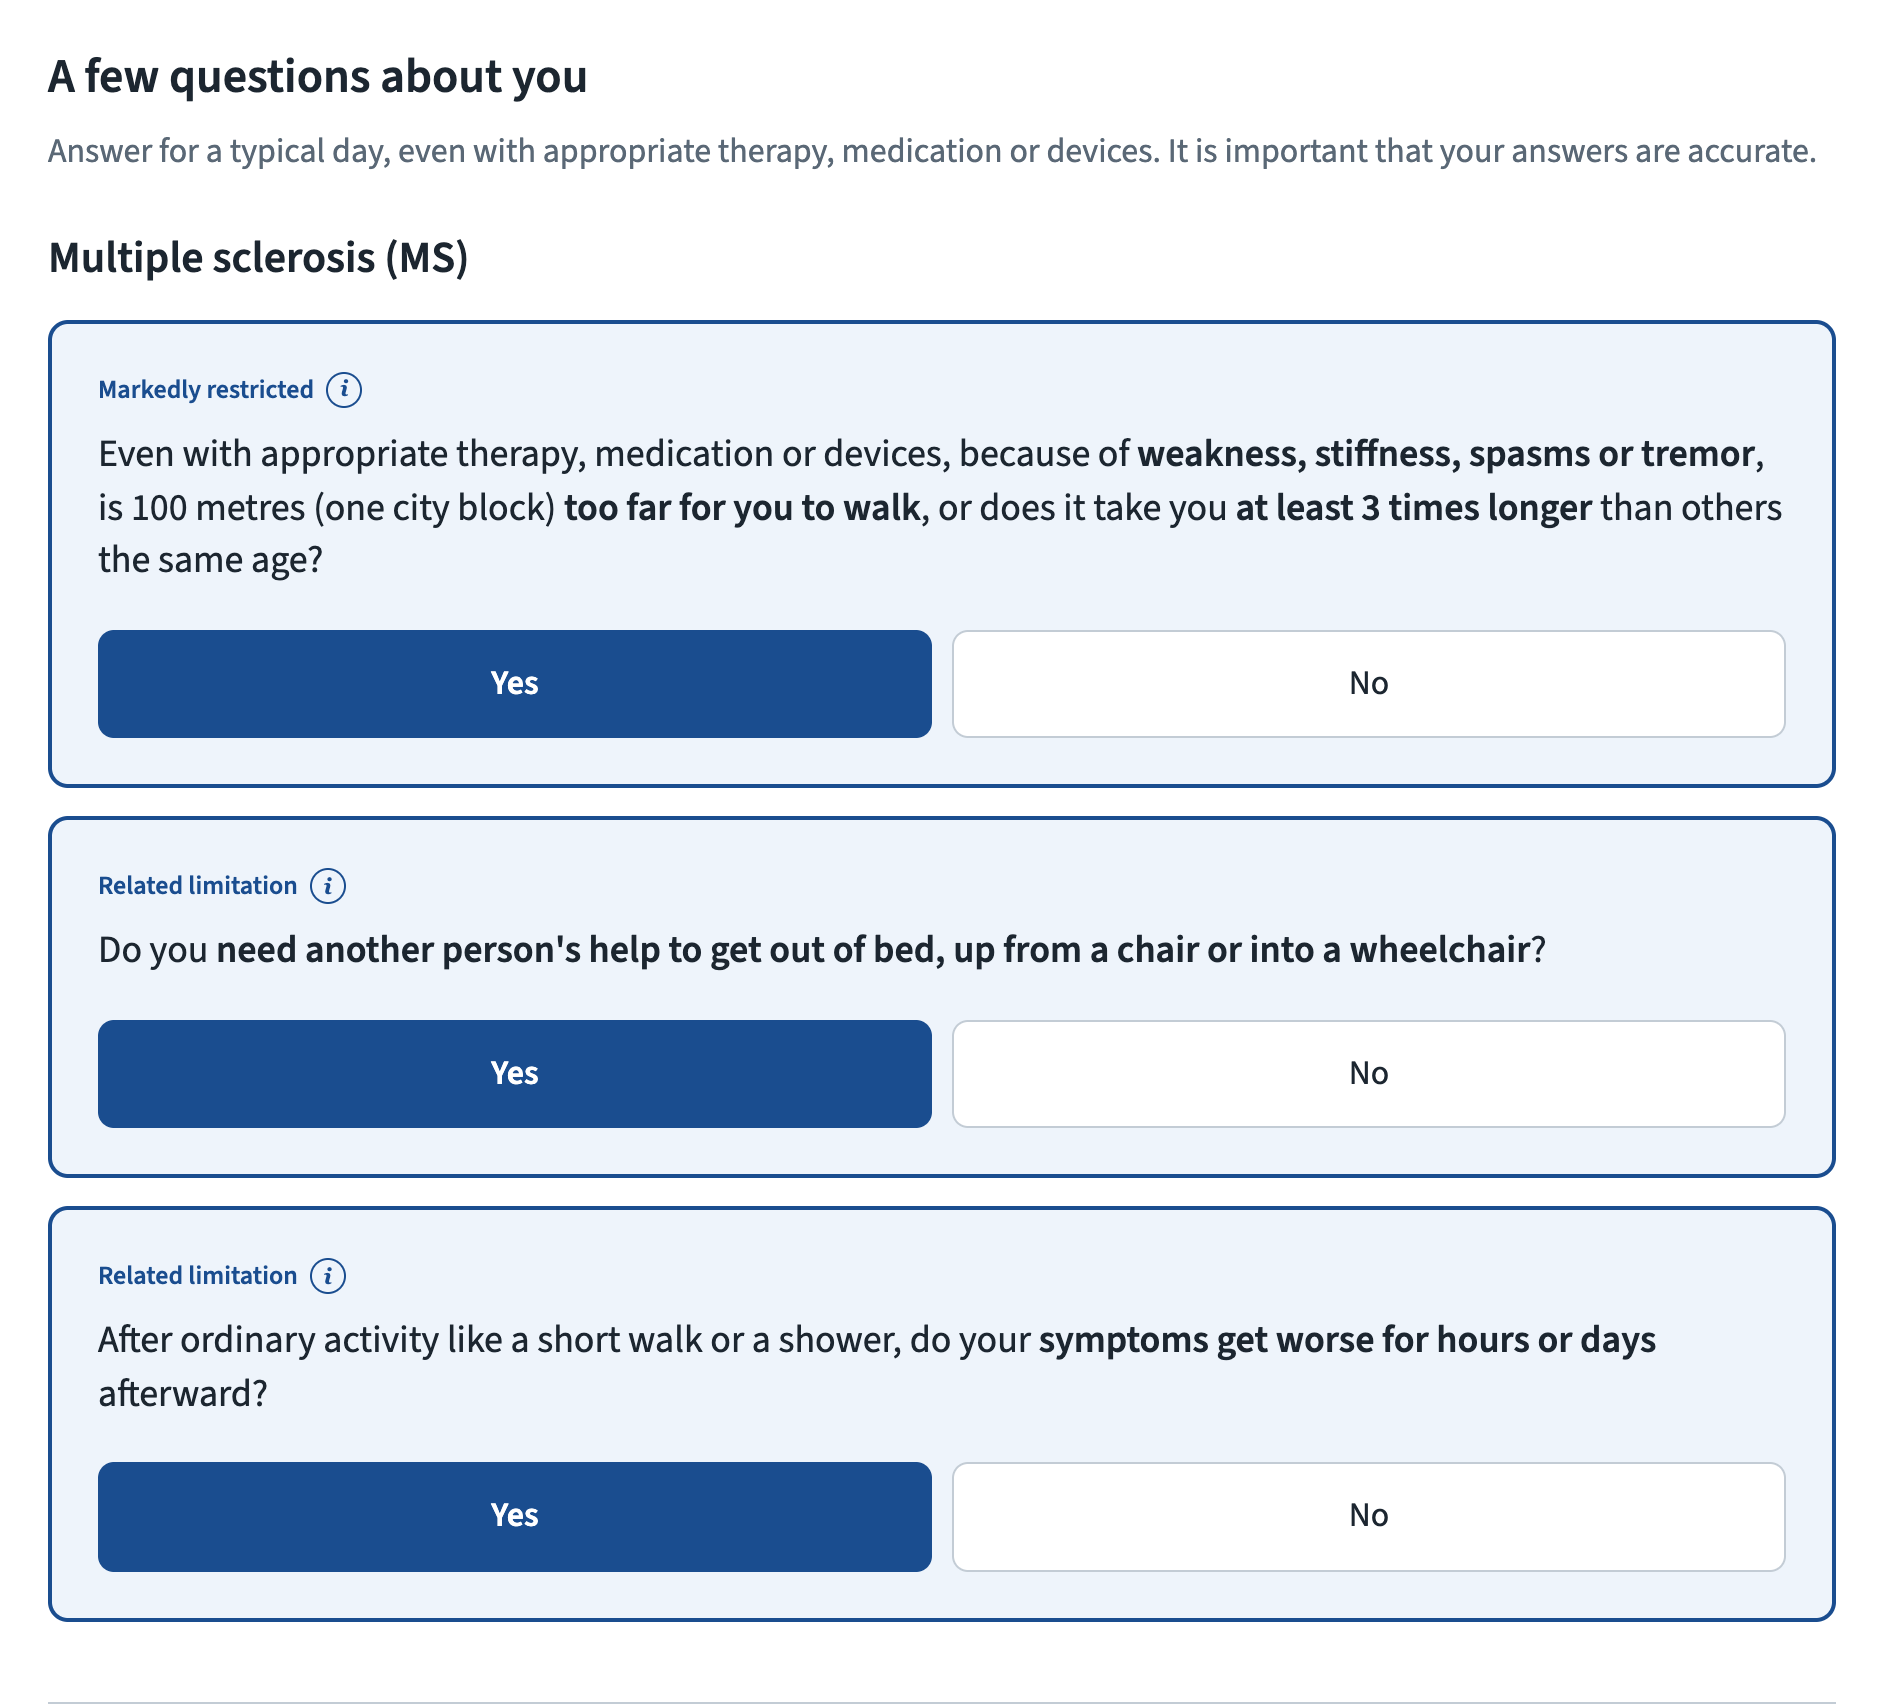 A few questions about you
Answer for a typical day, even with appropriate therapy, medication or devices. It is important that your answers are accurate.
Multiple sclerosis (MS)
Markedly restricted i
Even with appropriate therapy, medication or devices, because of weakness, stiffness, spasms or tremor,
is 100 metres (one city block) too far for you to walk, or does it take you at least 3 times longer than others
the same age?
Yes No
Related limitation i
Do you need another person's help to get out of bed, up from a chair or into a wheelchair?
Yes No
Related limitation i
After ordinary activity like a short walk or a shower, do your symptoms get worse for hours or days
afterward?
Yes No